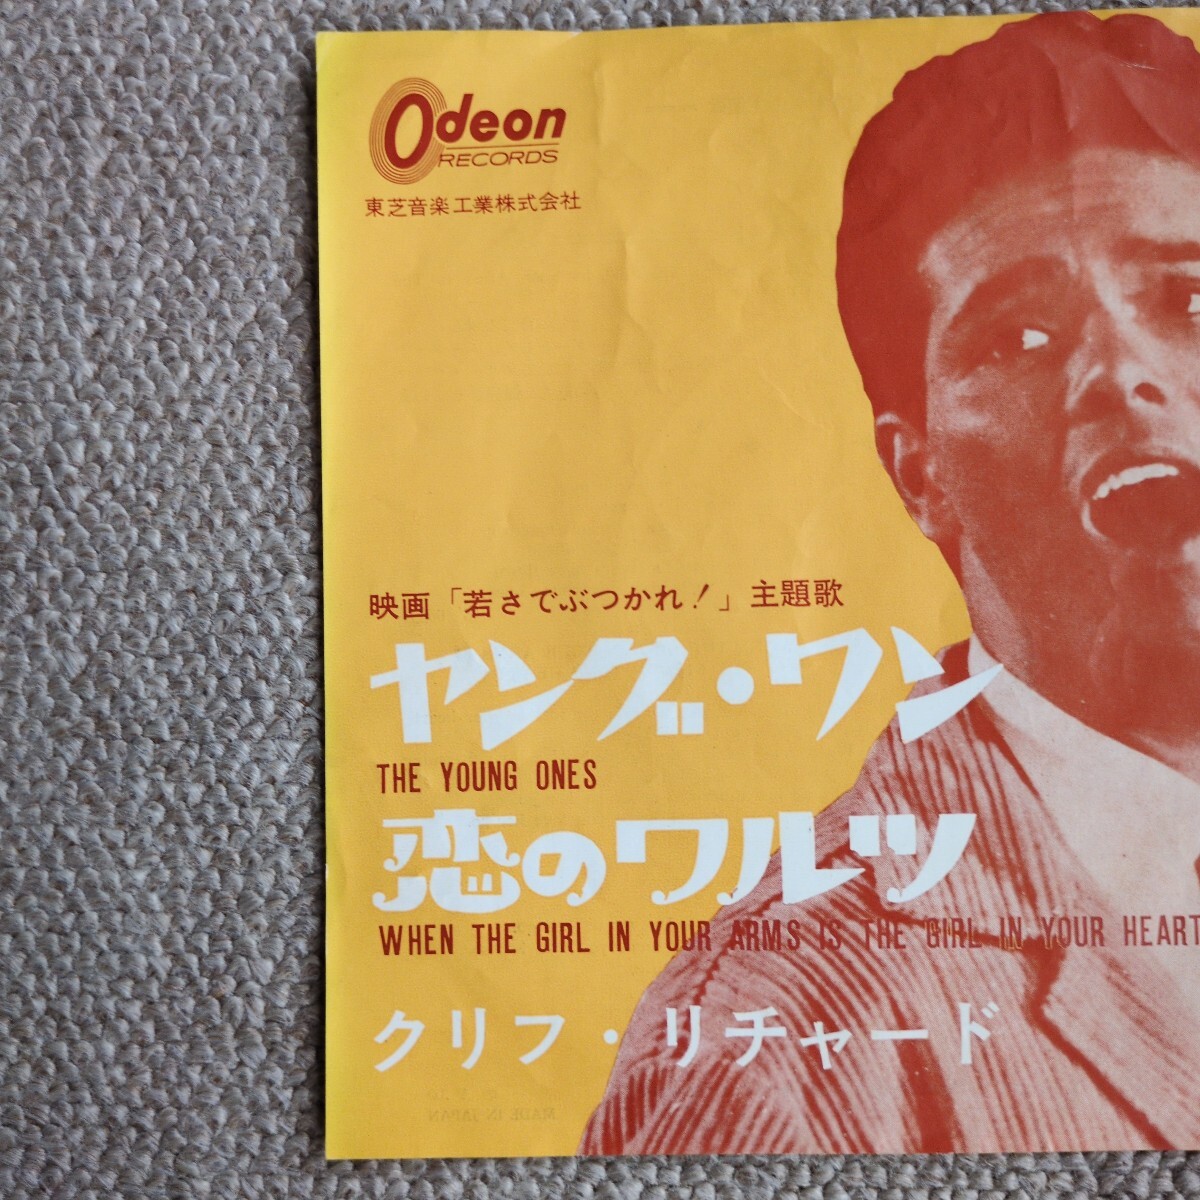 Odeon
RECORDS
東芝音楽工業株式会社
映画「若さでぶつかれ!」主題歌
ヤング・ワン
THE YOUNG ONES
恋のワルツ
WHEN THE GIRL IN YOUR ARMS IS THE GIRL IN YOUR HEART
クリフ・リチャード
MADE IN JAPAN